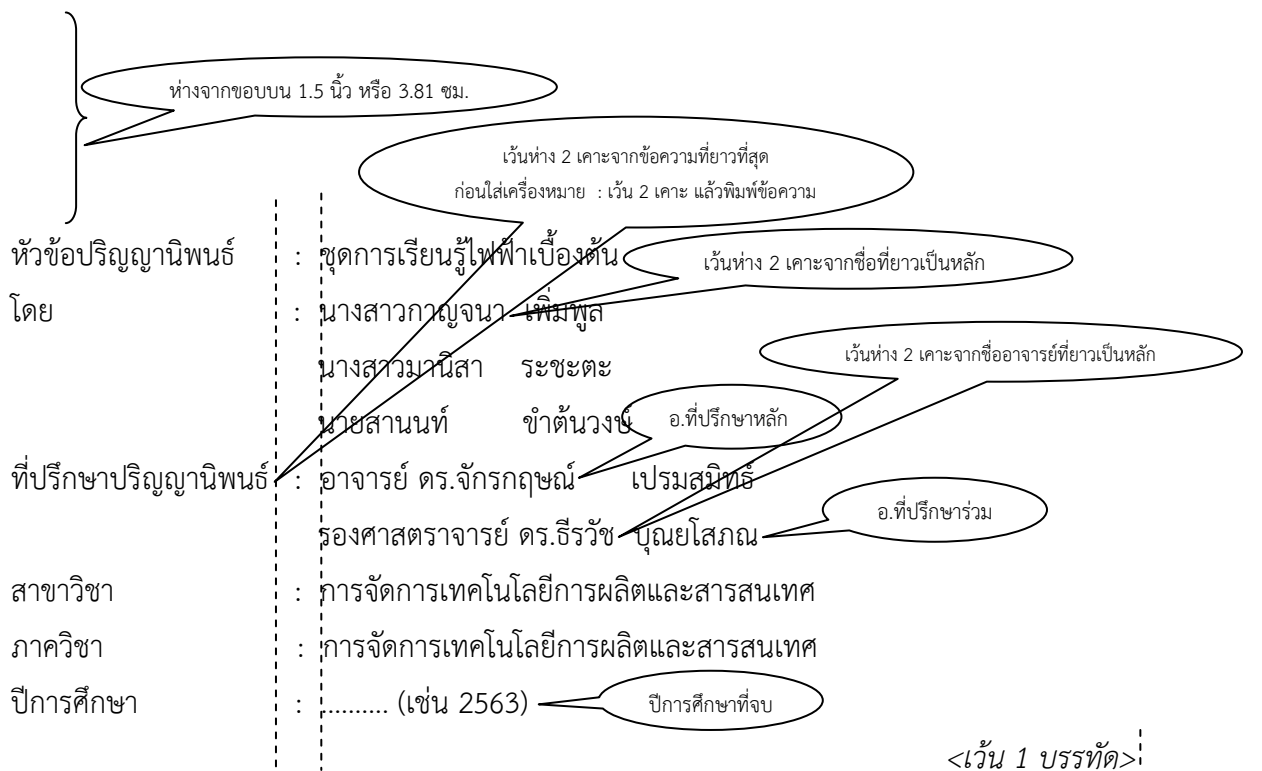 ห่างจากขอบบน 1.5 นิ้ว หรือ 3.81 ซม.
เว้นห่าง 2 เคาะจากข้อความที่ยาวที่สุด
ก่อนใส่เครื่องหมาย : เว้น 2 เคาะ แล้วพิมพ์ข้อความ
หัวข้อปริญญานิพนธ์ : ชุดการเรียนรู้ไฟฟ้าเบื้องต้น
เว้นห่าง 2 เคาะจากชื่อที่ยาวเป็นหลัก
โดย : นางสาวกาญจนา เพิ่มพูล
นางสาวมานิสา ระชะตะ
เว้นห่าง 2 เคาะจากชื่ออาจารย์ที่ยาวเป็นหลัก
นายสานนท์ ขำต้นวงษ์
อ.ที่ปรึกษาหลัก
ที่ปรึกษาปริญญานิพนธ์ : อาจารย์ ดร.จักรกฤษณ์ เปรมสมิทธ์
รองศาสตราจารย์ ดร.ธีรวัช บุณยโสภณ
อ.ที่ปรึกษาร่วม
สาขาวิชา : การจัดการเทคโนโลยีการผลิตและสารสนเทศ
ภาควิชา : การจัดการเทคโนโลยีการผลิตและสารสนเทศ
ปีการศึกษา : .......... (เช่น 2563)
ปีการศึกษาที่จบ
<เว้น 1 บรรทัด>